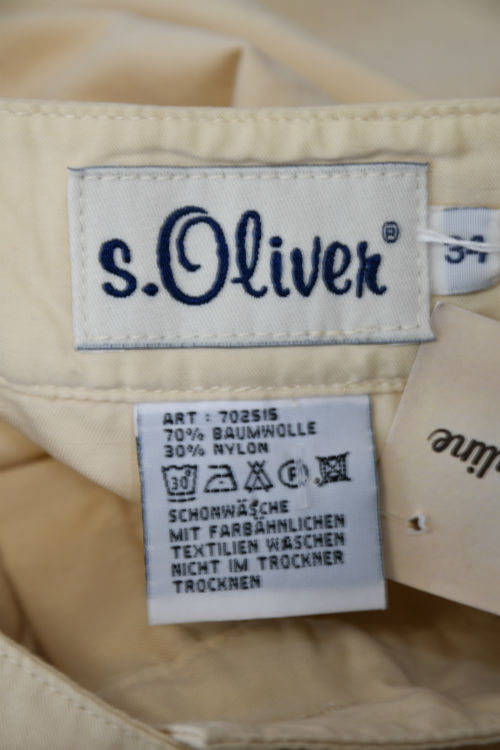 s.Oliver®
34
ART : 702515
70% BAUMWOLLE
30% NYLON
30°
P
SCHONWÄSCHE
MIT FARBÄHNLICHEN
TEXTILIEN WASCHEN
NICHT IM TROCKNER
TROCKNEN